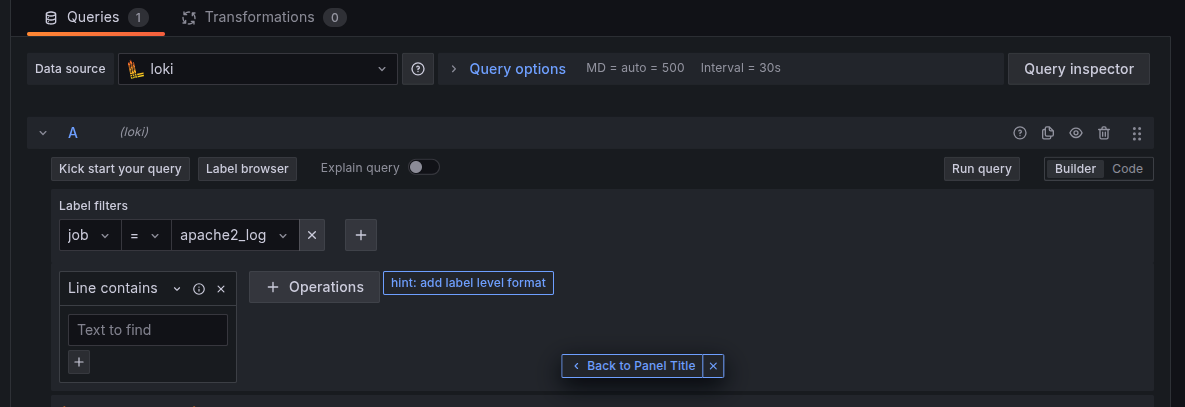 Queries 1 Transformations 0
Data source loki Query options MD = auto = 500 Interval = 30s Query inspector
A (loki)
Kick start your query Label browser Explain query Run query Builder Code
Label filters
job = apache2_log
Line contains + Operations hint: add label level format
Text to find
+
Back to Panel Title